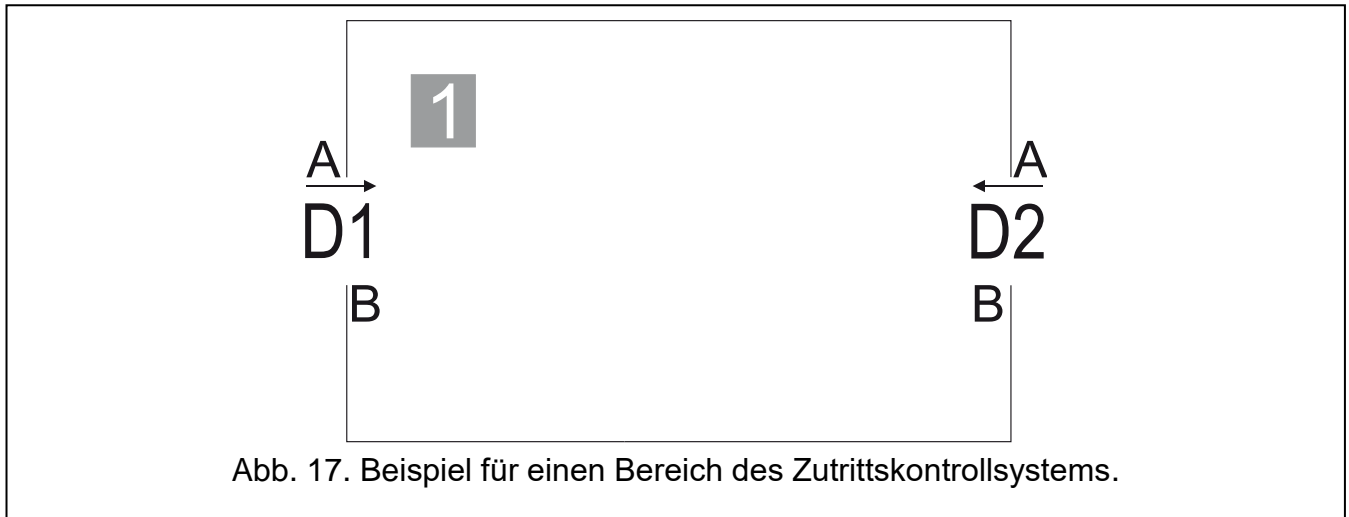 1
A
A
D1
D2
B
B
Abb. 17. Beispiel für einen Bereich des Zutrittskontrollsystems.